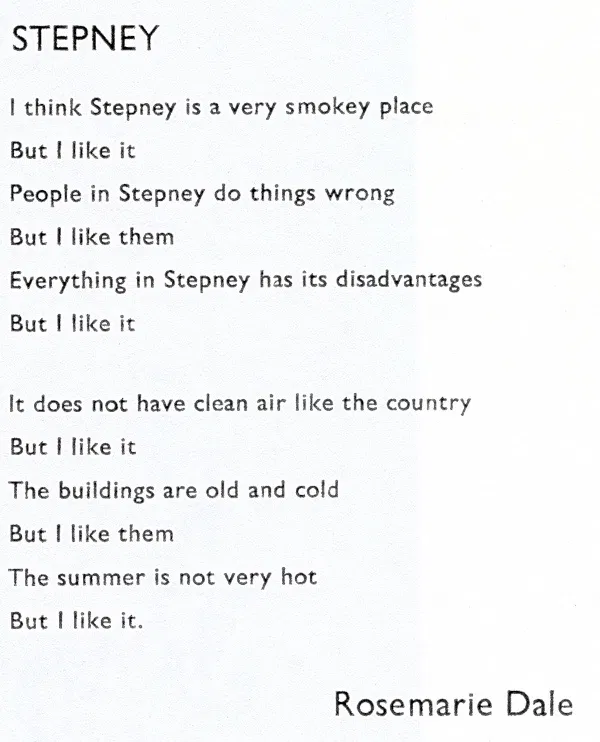 STEPNEY
I think Stepney is a very smokey place
But I like it
People in Stepney do things wrong
But I like them
Everything in Stepney has its disadvantages
But I like it
It does not have clean air like the country
But I like it
The buildings are old and cold
But I like them
The summer is not very hot
But I like it.
Rosemarie Dale